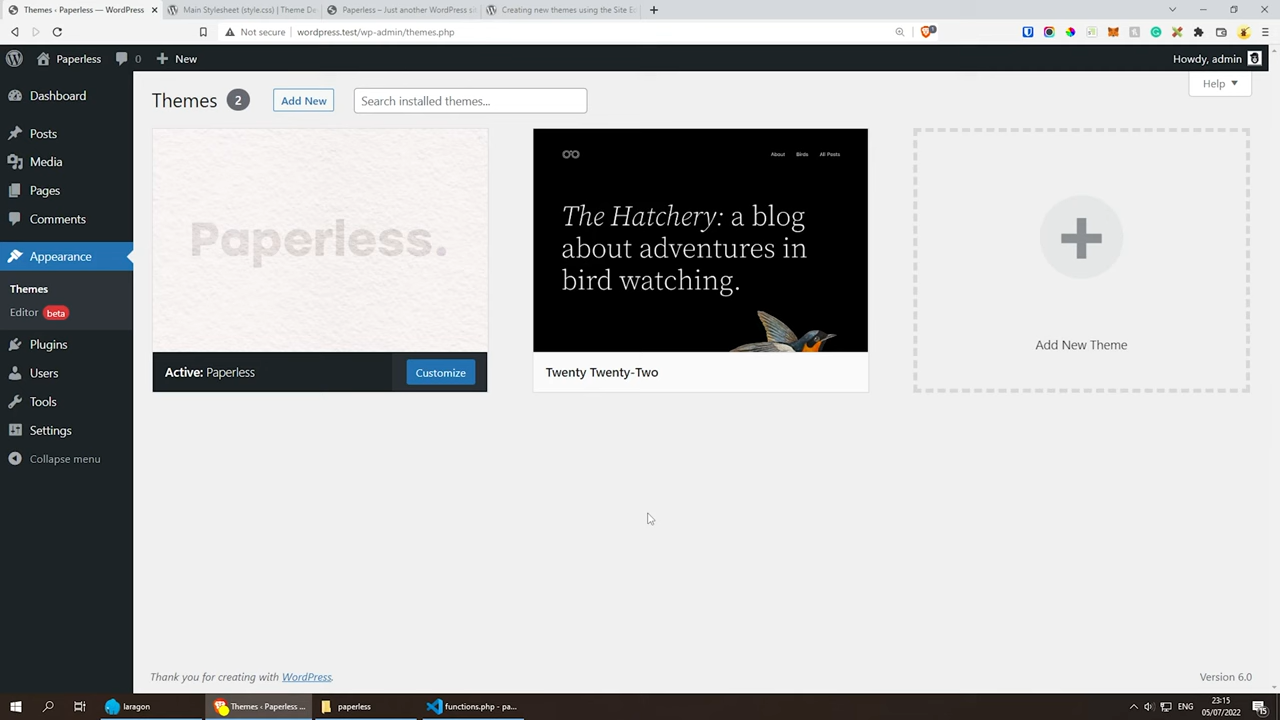 Themes ‹ Paperless — WordPress
Main Stylesheet (style.css) | Theme De
Paperless – Just another WordPress si
Creating new themes using the Site E
Not secure
wordpress.test/wp-admin/themes.php
1
Paperless
0
New
Howdy, admin
Dashboard
Posts
Media
Pages
Comments
Appearance
Themes
Editor beta
Plugins
Users
Tools
Settings
Collapse menu
Themes 2
Add New
Search installed themes...
Help
Paperless.
Active: Paperless
Customize
About Birds All Posts
The Hatchery: a blog
about adventures in
bird watching.
Twenty Twenty-Two
Add New Theme
Thank you for creating with WordPress.
Version 6.0
laragon
Themes ‹ Paperless ...
paperless
functions.php - pa...
ENG
23:15
05/07/2022
15